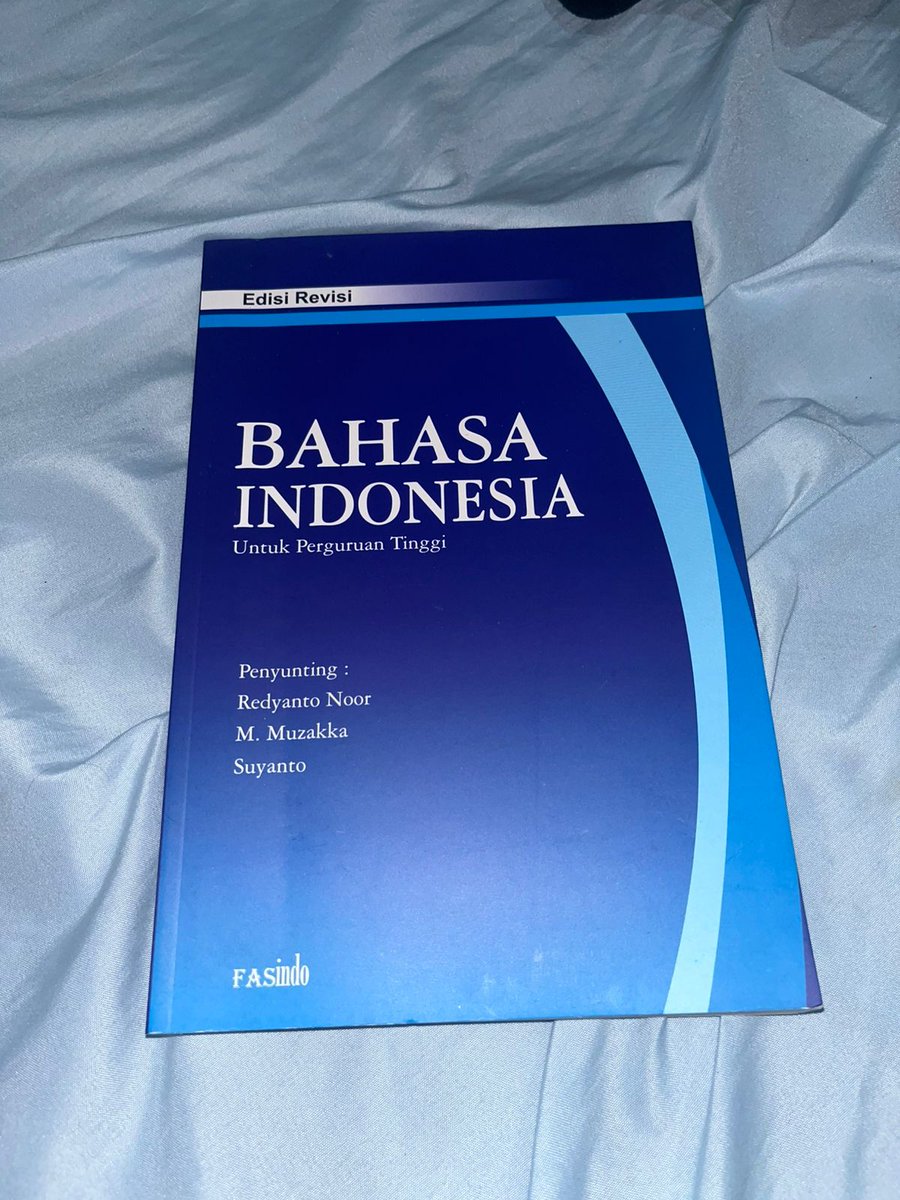 Edisi Revisi
BAHASA
INDONESIA
Untuk Perguruan Tinggi
Penyunting :
Redyanto Noor
M. Muzakka
Suyanto
FASindo